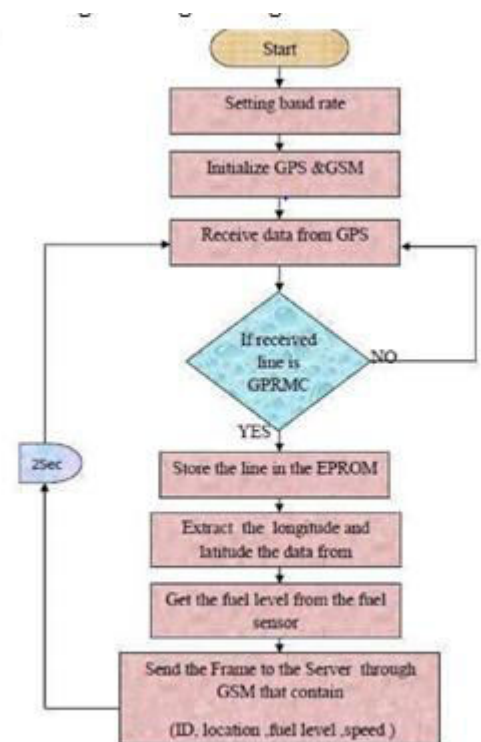 Start
Setting baud rate
Initialize GPS &GSM
Receive data from GPS
If received
line is
GPRMC
NO
YES
Store the line in the EPROM
2Sec
Extract the longitude and
latitude the data from
Get the fuel level from the fuel
sensor
Send the Frame to the Server through
GSM that contain
(ID, location ,fuel level ,speed )